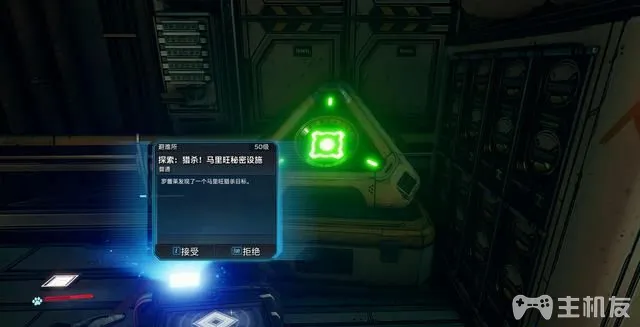 避难所 50级
探索：猎杀！马里旺秘密设施
普通
罗蕾莱发现了一个马里旺猎杀目标。
接受 拒绝
主机友